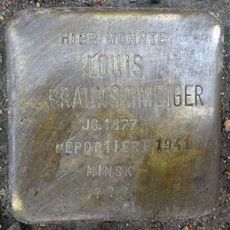 HIER WOHNTE
LOUIS
BRAUNSCHWEIGER
JG. 1877
DEPORTIERT 1941
MINSK
???